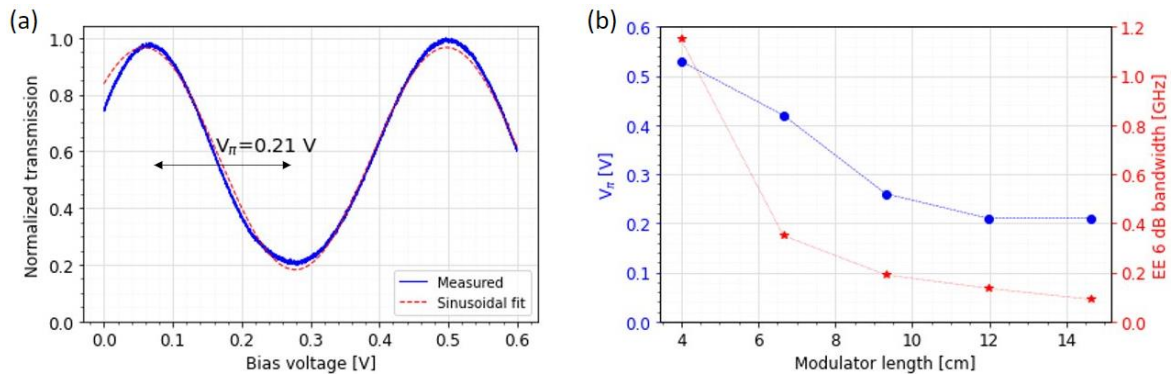 (a)
Normalized transmission
1.0
0.8
0.6
0.4
0.2
0.0
V_π=0.21 V
Measured
Sinusoidal fit
0.0 0.1 0.2 0.3 0.4 0.5 0.6
Bias voltage [V]
(b)
V_π [V]
0.6
0.5
0.4
0.3
0.2
0.1
0.0
1.2
1.0
0.8
0.6
0.4
0.2
0.0
EE 6 dB bandwidth [GHz]
4 6 8 10 12 14
Modulator length [cm]